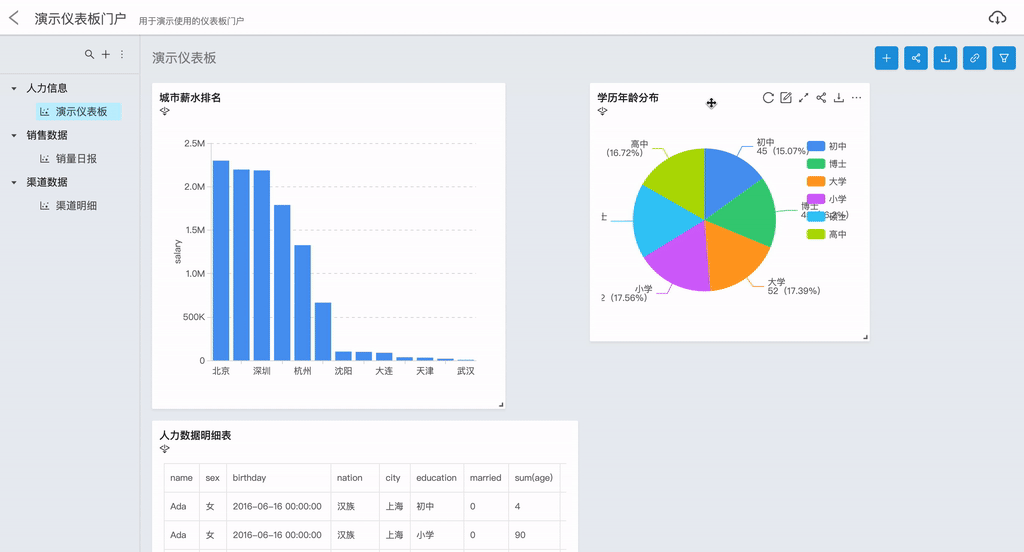 演示仪表板门户 用于演示使用的仪表板门户
人力信息
演示仪表板
销售数据
销量日报
渠道数据
渠道明细
演示仪表板
城市薪水排名
salary
2.5M
2.0M
1.5M
1.0M
500K
0
北京 深圳 杭州 沈阳 大连 天津 武汉
学历年龄分布
高中
(16.72%)
初中
45 (15.07%)
博士
大学
52 (17.39%)
小学
(17.56%)
初中
博士
大学
小学
硕士
高中
人力数据明细表
name sex birthday nation city education married sum(age)
Ada 女 2016-06-16 00:00:00 汉族 上海 初中 0 4
Ada 女 2016-06-16 00:00:00 汉族 上海 小学 0 90